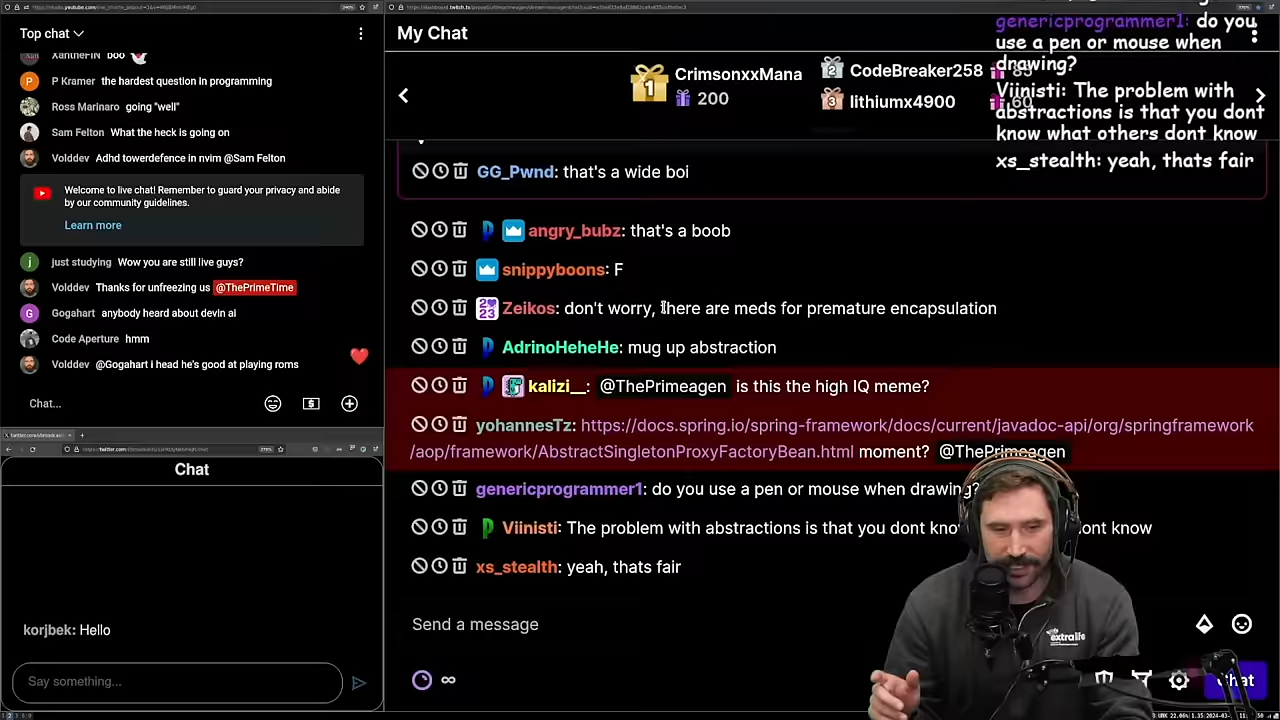 Top chat
XantheFIN boo
P Kramer the hardest question in programming
Ross Marinaro going "well"
Sam Felton What the heck is going on
Volddev Adhd towerdefence in nvim @Sam Felton
Welcome to live chat! Remember to guard your privacy and abide
by our community guidelines.
Learn more
just studying Wow you are still live guys?
Volddev Thanks for unfreezing us @ThePrimeTime
Gogahart anybody heard about devin ai
Code Aperture hmm
Volddev @Gogahart i head he's good at playing roms
Chat...
Chat
korjbek: Hello
Say something...
My Chat
1 CrimsonxxMana
200
2 CodeBreaker258
85
3 lithiumx4900
60
GG_Pwnd: that's a wide boi
angry_bubz: that's a boob
snippyboons: F
Zeikos: don't worry, there are meds for premature encapsulation
AdrinoHeheHe: mug up abstraction
kalizi__: @ThePrimeagen is this the high IQ meme?
yohannesTz: https://docs.spring.io/spring-framework/docs/current/javadoc-api/org/springframework
/aop/framework/AbstractSingletonProxyFactoryBean.html moment? @ThePrimeagen
genericprogrammer1: do you use a pen or mouse when drawing?
Viinisti: The problem with abstractions is that you dont dont know
xs_stealth: yeah, thats fair
Send a message
genericprogrammer1: do you
use a pen or mouse when
drawing?
Viinisti: The problem with
abstractions is that you dont
know what others dont know
xs_stealth: yeah, thats fair
extralife